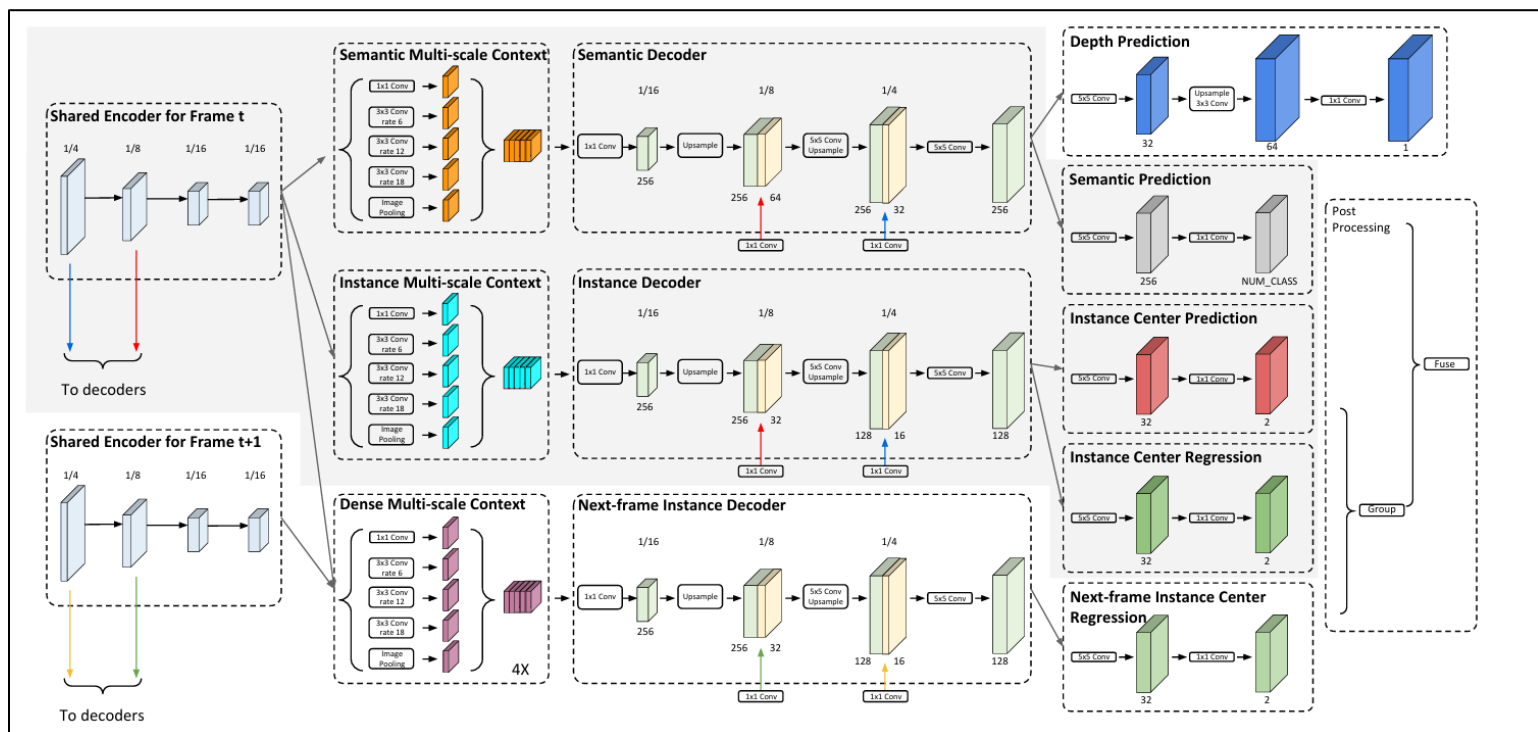 Shared Encoder for Frame t
1/4
1/8
1/16
1/16
To decoders
Shared Encoder for Frame t+1
1/4
1/8
1/16
1/16
To decoders
Semantic Multi-scale Context
1x1 Conv
3x3 Conv
rate 6
3x3 Conv
rate 12
3x3 Conv
rate 18
Image
Pooling
Instance Multi-scale Context
1x1 Conv
3x3 Conv
rate 6
3x3 Conv
rate 12
3x3 Conv
rate 18
Image
Pooling
Dense Multi-scale Context
1x1 Conv
3x3 Conv
rate 6
3x3 Conv
rate 12
3x3 Conv
rate 18
Image
Pooling
4X
Semantic Decoder
1/16
1/8
1/4
1x1 Conv
Upsample
5x5 Conv
Upsample
5x5 Conv
256
256
64
256
32
256
1x1 Conv
1x1 Conv
Instance Decoder
1/16
1/8
1/4
1x1 Conv
Upsample
5x5 Conv
Upsample
5x5 Conv
256
256
32
128
16
128
1x1 Conv
1x1 Conv
Next-frame Instance Decoder
1/16
1/8
1/4
1x1 Conv
Upsample
5x5 Conv
Upsample
5x5 Conv
256
256
32
128
16
128
1x1 Conv
1x1 Conv
Depth Prediction
5x5 Conv
Upsample
3x3 Conv
1x1 Conv
32
64
1
Semantic Prediction
5x5 Conv
1x1 Conv
256
NUM_CLASS
Instance Center Prediction
5x5 Conv
1x1 Conv
32
2
Instance Center Regression
5x5 Conv
1x1 Conv
32
2
Next-frame Instance Center
Regression
5x5 Conv
1x1 Conv
32
2
Post
Processing
Group
Fuse